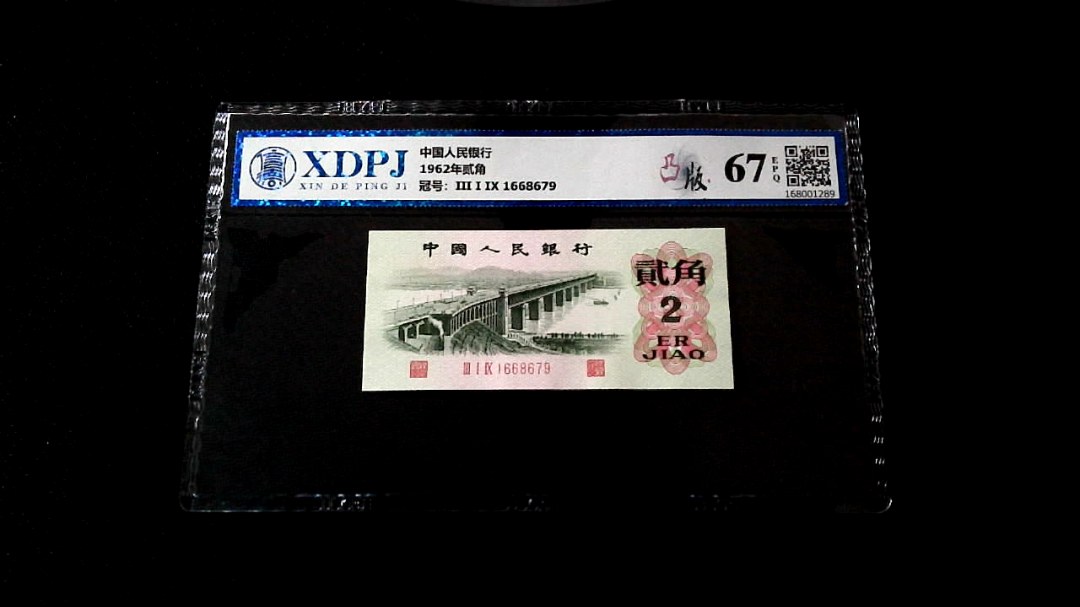 XDPJ
XIN DE PING JI
中国人民银行
1962年贰角
冠号: III I IX 1668679
凸版
67
EPQ
168001289
中國人民銀行
貳角
2
ER
JIAO
III I IX 1668679